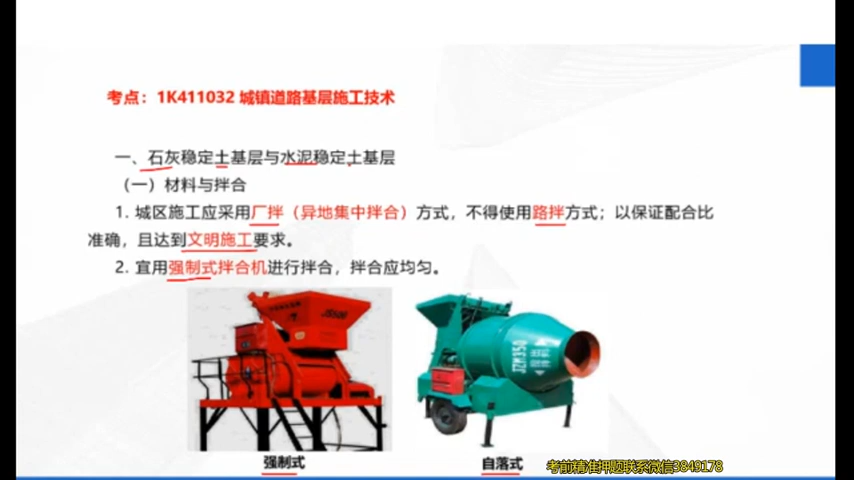 考点：1K411032 城镇道路基层施工技术
一、石灰稳定土基层与水泥稳定土基层
（一）材料与拌合
1. 城区施工应采用厂拌（异地集中拌合）方式，不得使用路拌方式；以保证配合比
准确，且达到文明施工要求。
2. 宜用强制式拌合机进行拌合，拌合应均匀。
JS500
JZM350
强制式
自落式
考前精准押题联系微信3849178